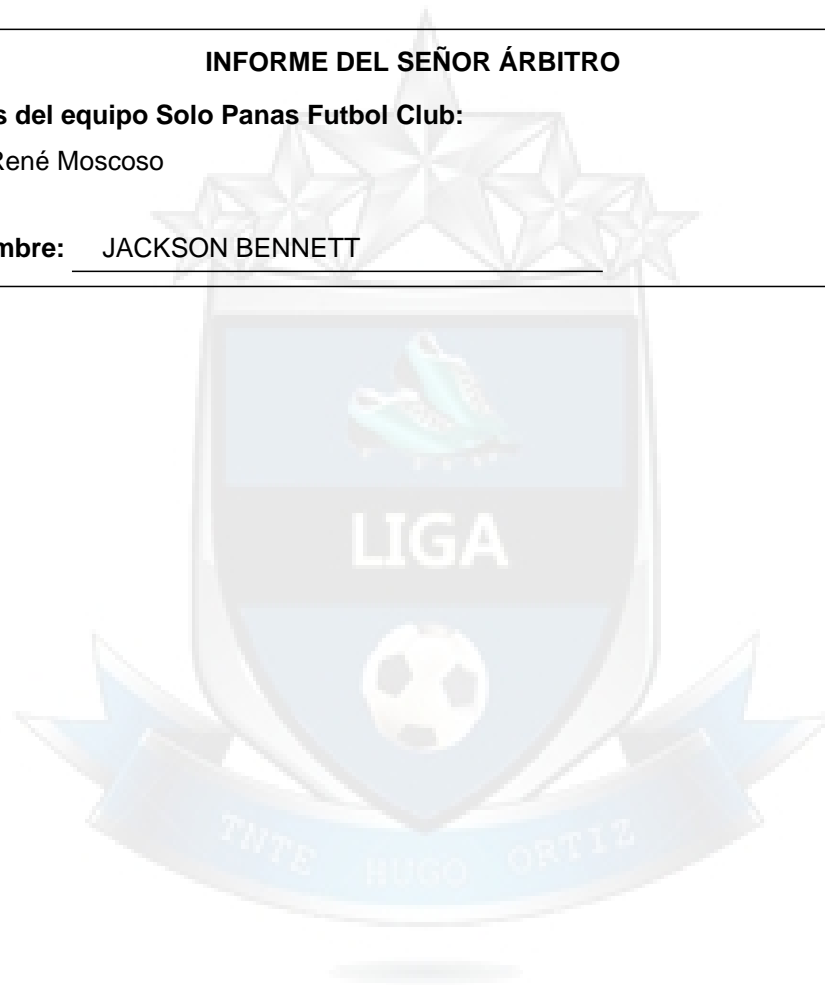 INFORME DEL SEÑOR ÁRBITRO
s del equipo Solo Panas Futbol Club:
René Moscoso
mbre: JACKSON BENNETT
LIGA
TNTE HUGO ORTIZ